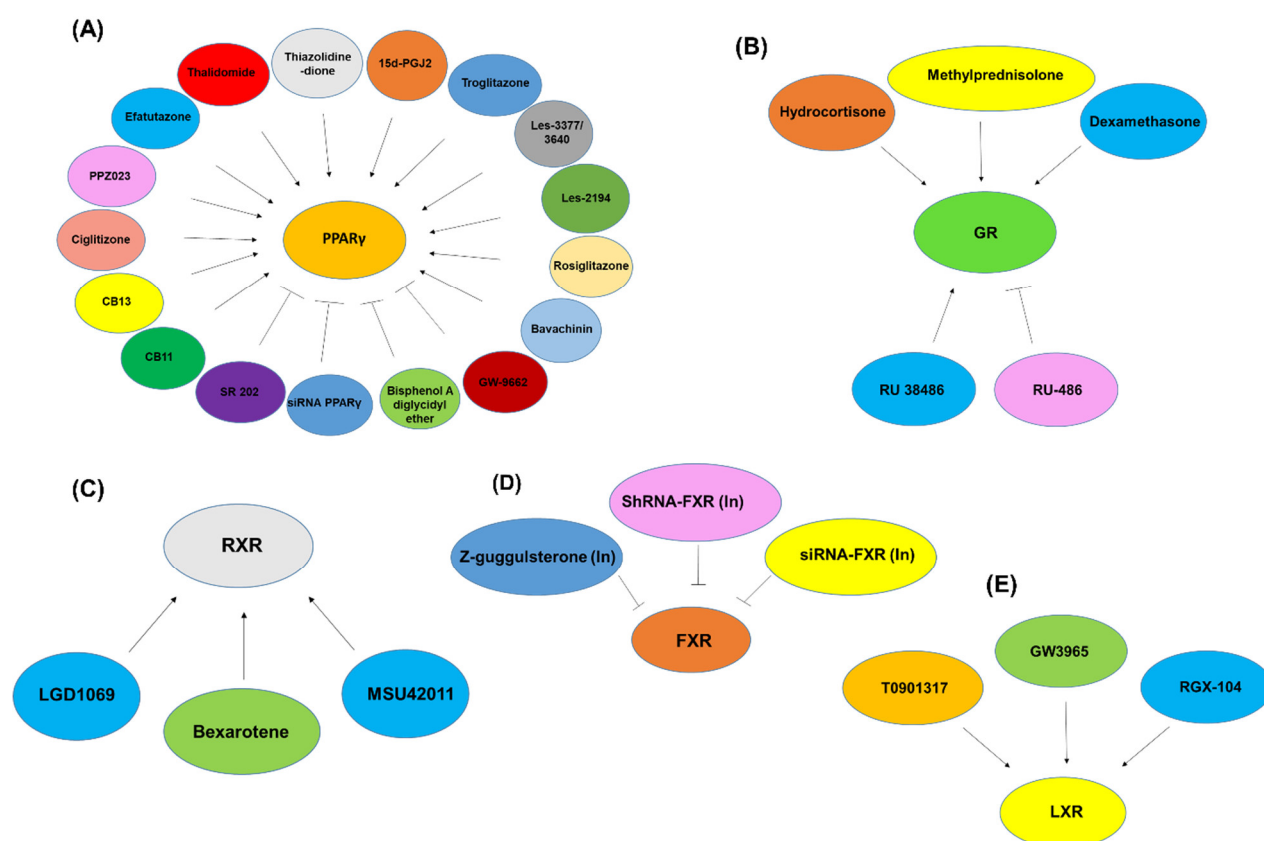 (A)
Thiazolidine
-dione
15d-PGJ2
Thalidomide
Troglitazone
Efatutazone
Les-3377/
3640
PPZ023
Les-2194
Ciglitizone
PPARγ
Rosiglitazone
CB13
Bavachinin
CB11
SR 202
siRNA PPARγ
Bisphenol A
diglycidyl
ether
GW-9662
(B)
Methylprednisolone
Hydrocortisone
Dexamethasone
GR
RU 38486
RU-486
(C)
RXR
LGD1069
Bexarotene
MSU42011
(D)
ShRNA-FXR (In)
Z-guggulsterone (In)
siRNA-FXR (In)
FXR
(E)
GW3965
T0901317
RGX-104
LXR